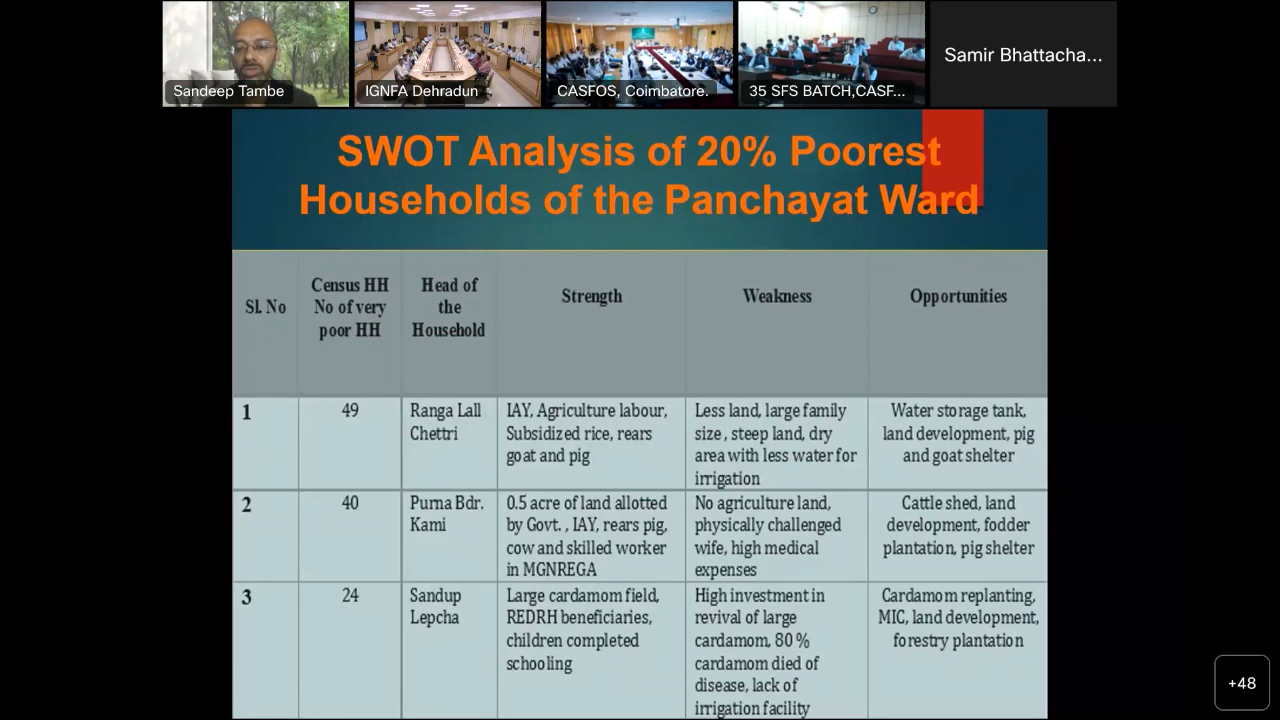 Sandeep Tambe
IGNFA Dehradun
CASFOS, Coimbatore.
35 SFS BATCH,CASF...
Samir Bhattacha...
SWOT Analysis of 20% Poorest
Households of the Panchayat Ward
Sl. No
Census HH
No of very
poor HH
Head of
the
Household
Strength
Weakness
Opportunities
1
49
Ranga Lall
Chettri
IAY, Agriculture labour,
Subsidized rice, rears
goat and pig
Less land, large family
size , steep land, dry
area with less water for
irrigation
Water storage tank,
land development, pig
and goat shelter
2
40
Purna Bdr.
Kami
0.5 acre of land allotted
by Govt. , IAY, rears pig,
cow and skilled worker
in MGNREGA
No agriculture land,
physically challenged
wife, high medical
expenses
Cattle shed, land
development, fodder
plantation, pig shelter
3
24
Sandup
Lepcha
Large cardamom field,
REDRH beneficiaries,
children completed
schooling
High investment in
revival of large
cardamom, 80 %
cardamom died of
disease, lack of
irrigation facility
Cardamom replanting,
MIC, land development,
forestry plantation
+48